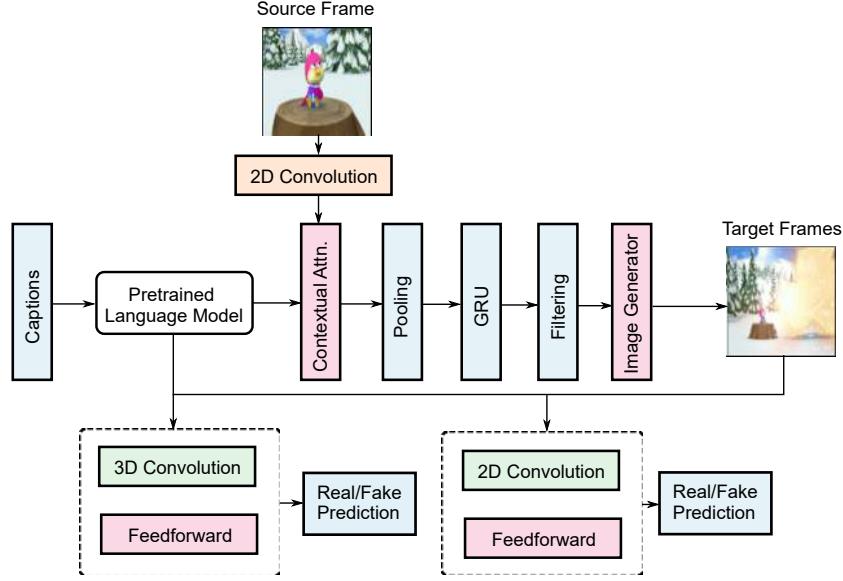 Source Frame
2D Convolution
Target Frames
Captions
Pretrained
Language Model
Contextual Attn.
Pooling
GRU
Filtering
Image Generator
3D Convolution
Feedforward
Real/Fake
Prediction
2D Convolution
Feedforward
Real/Fake
Prediction